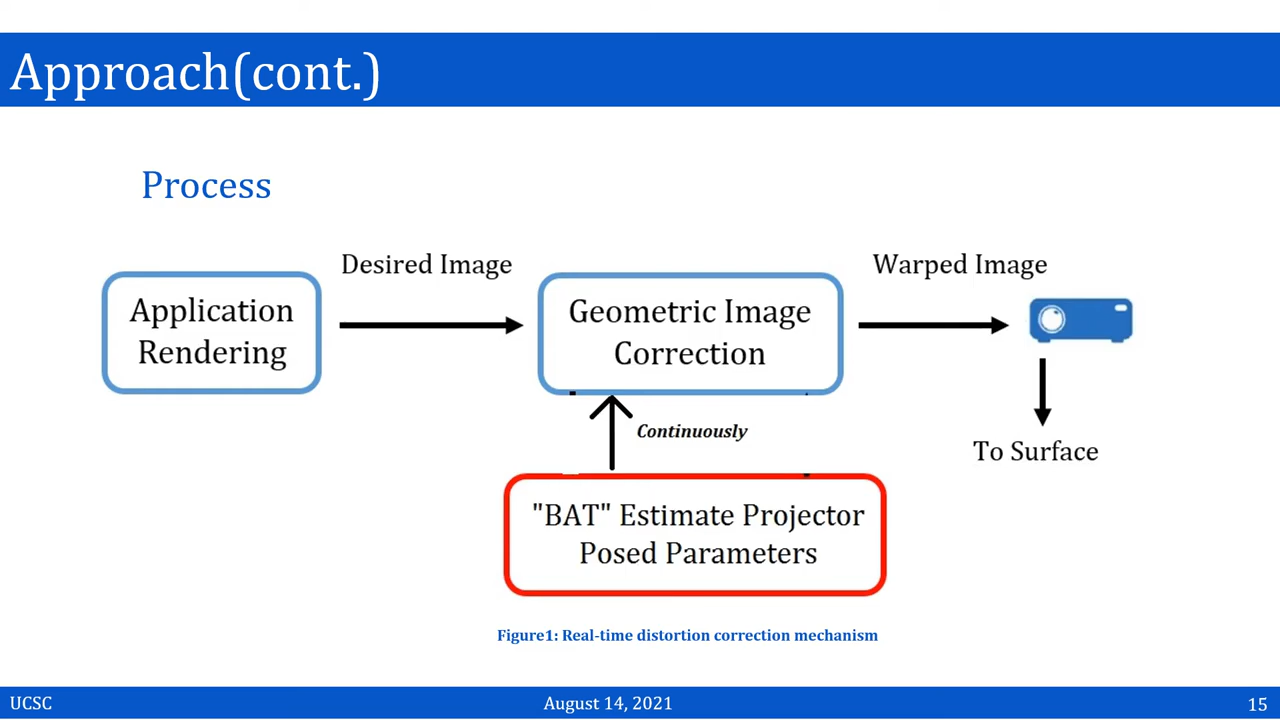 Approach(cont.)
Process
Desired Image
Warped Image
Application
Rendering
Geometric Image
Correction
Continuously
To Surface
"BAT" Estimate Projector
Posed Parameters
Figure1: Real-time distortion correction mechanism
UCSC
August 14, 2021
15